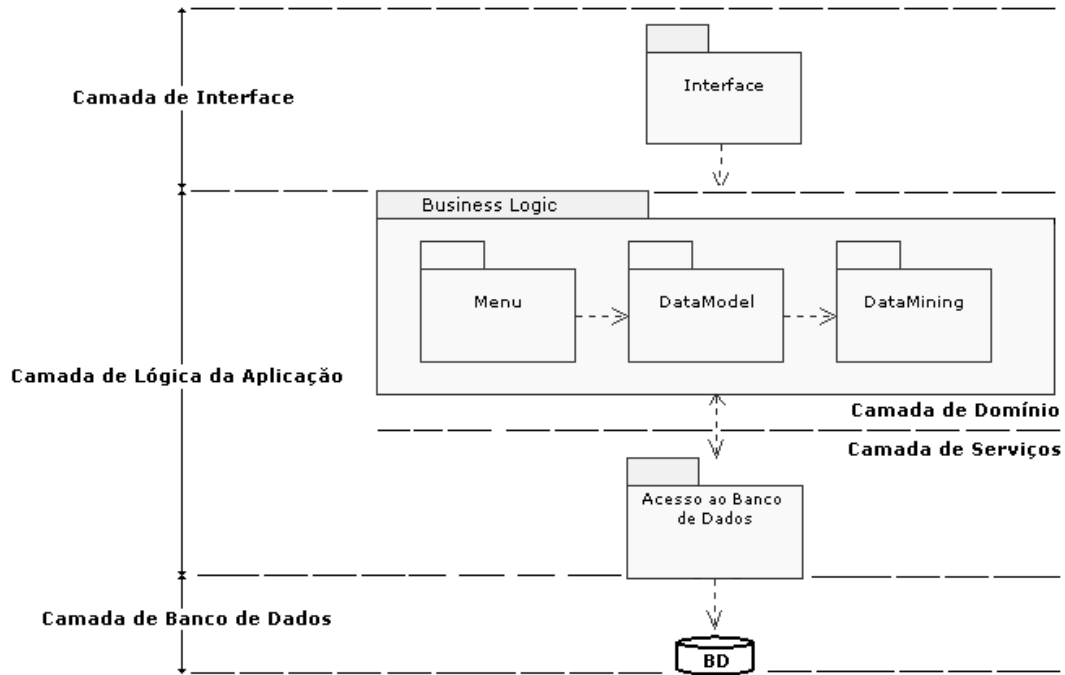 Interface
Camada de Interface
Business Logic
Menu
DataModel
DataMining
Camada de Lógica da Aplicação
Camada de Domínio
Camada de Serviços
Acesso ao Banco
de Dados
Camada de Banco de Dados
BD